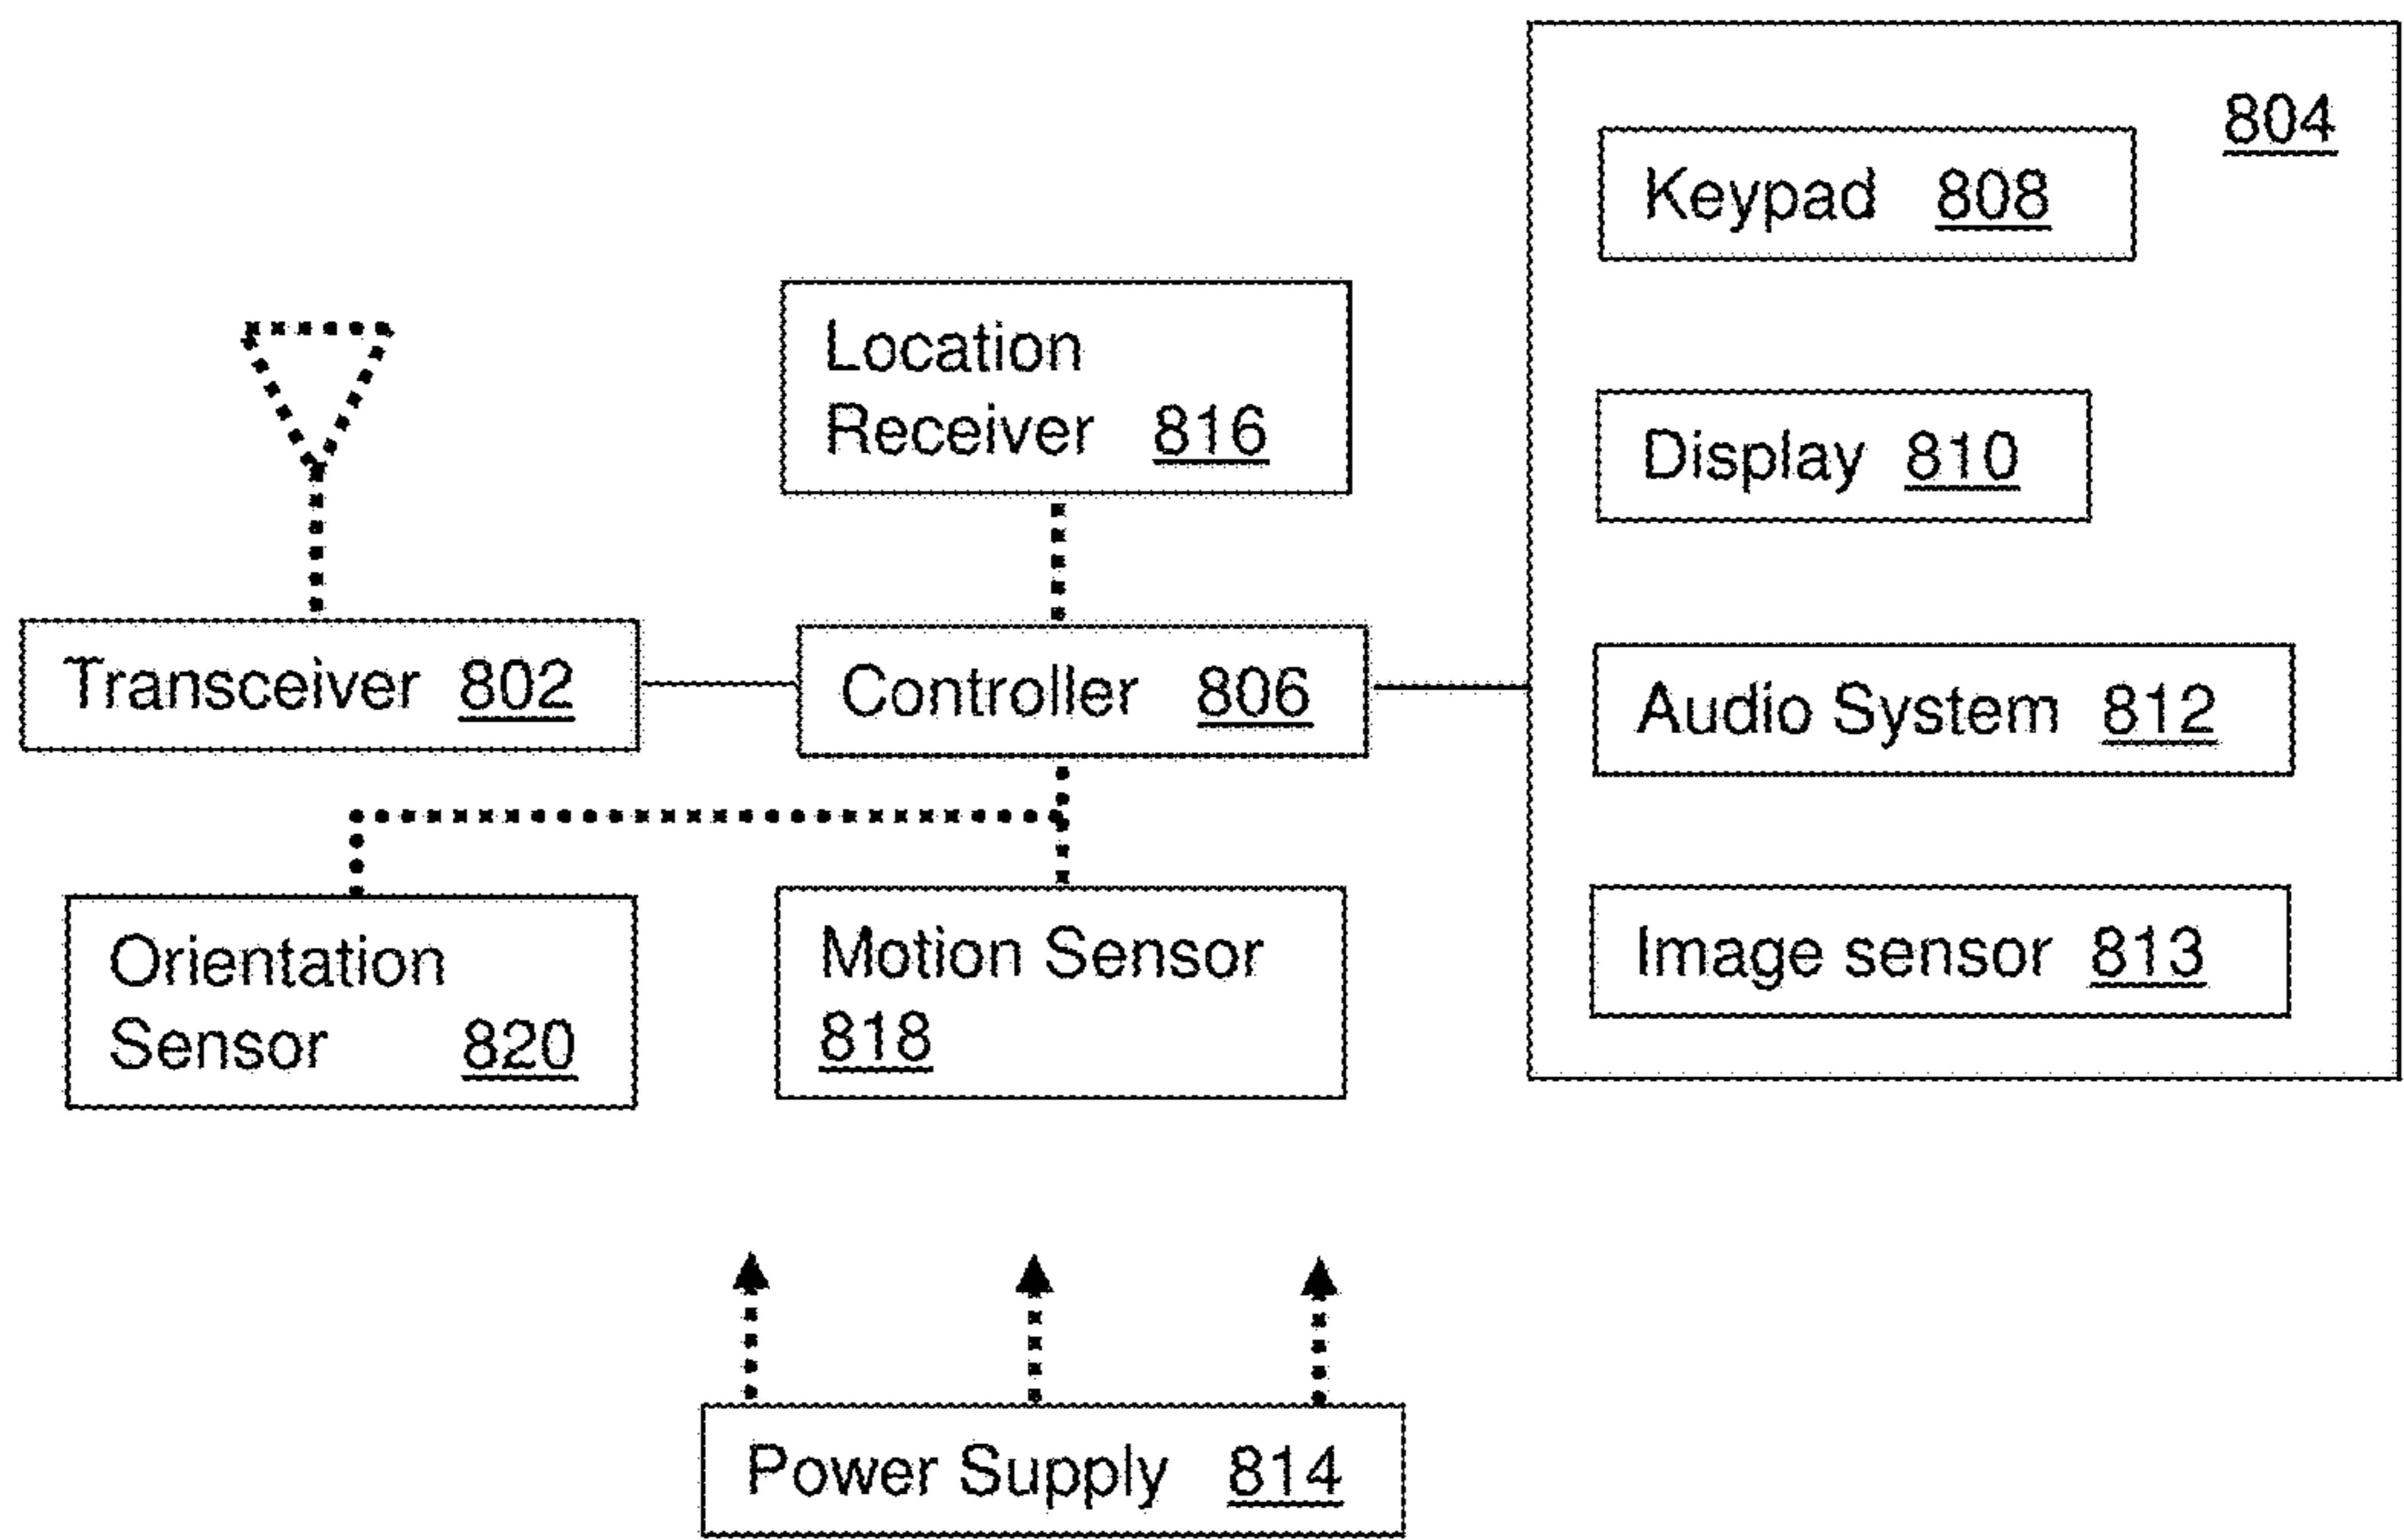 804
Keypad 808
Location
Receiver 816
Display 810
Transceiver 802
Controller 806
Audio System 812
Orientation
Sensor 820
Motion Sensor
818
Image sensor 813
Power Supply 814